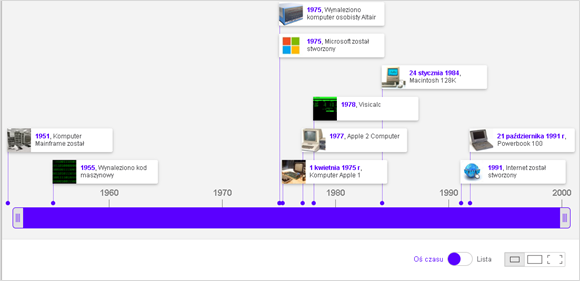 1975, Wynaleziono
komputer osobisty Altair
1975, Microsoft został
stworzony
24 stycznia 1984,
Macintosh 128K
1978, Visicalc
1951, Komputer
Mainframe został
1977, Apple 2 Computer
21 października 1991 r,
Powerbook 100
1955, Wynaleziono kod
maszynowy
1 kwietnia 1975 r,
Komputer Apple 1
1991, Internet został
stworzony
1960
1970
1980
1990
2000
Oś czasu
Lista